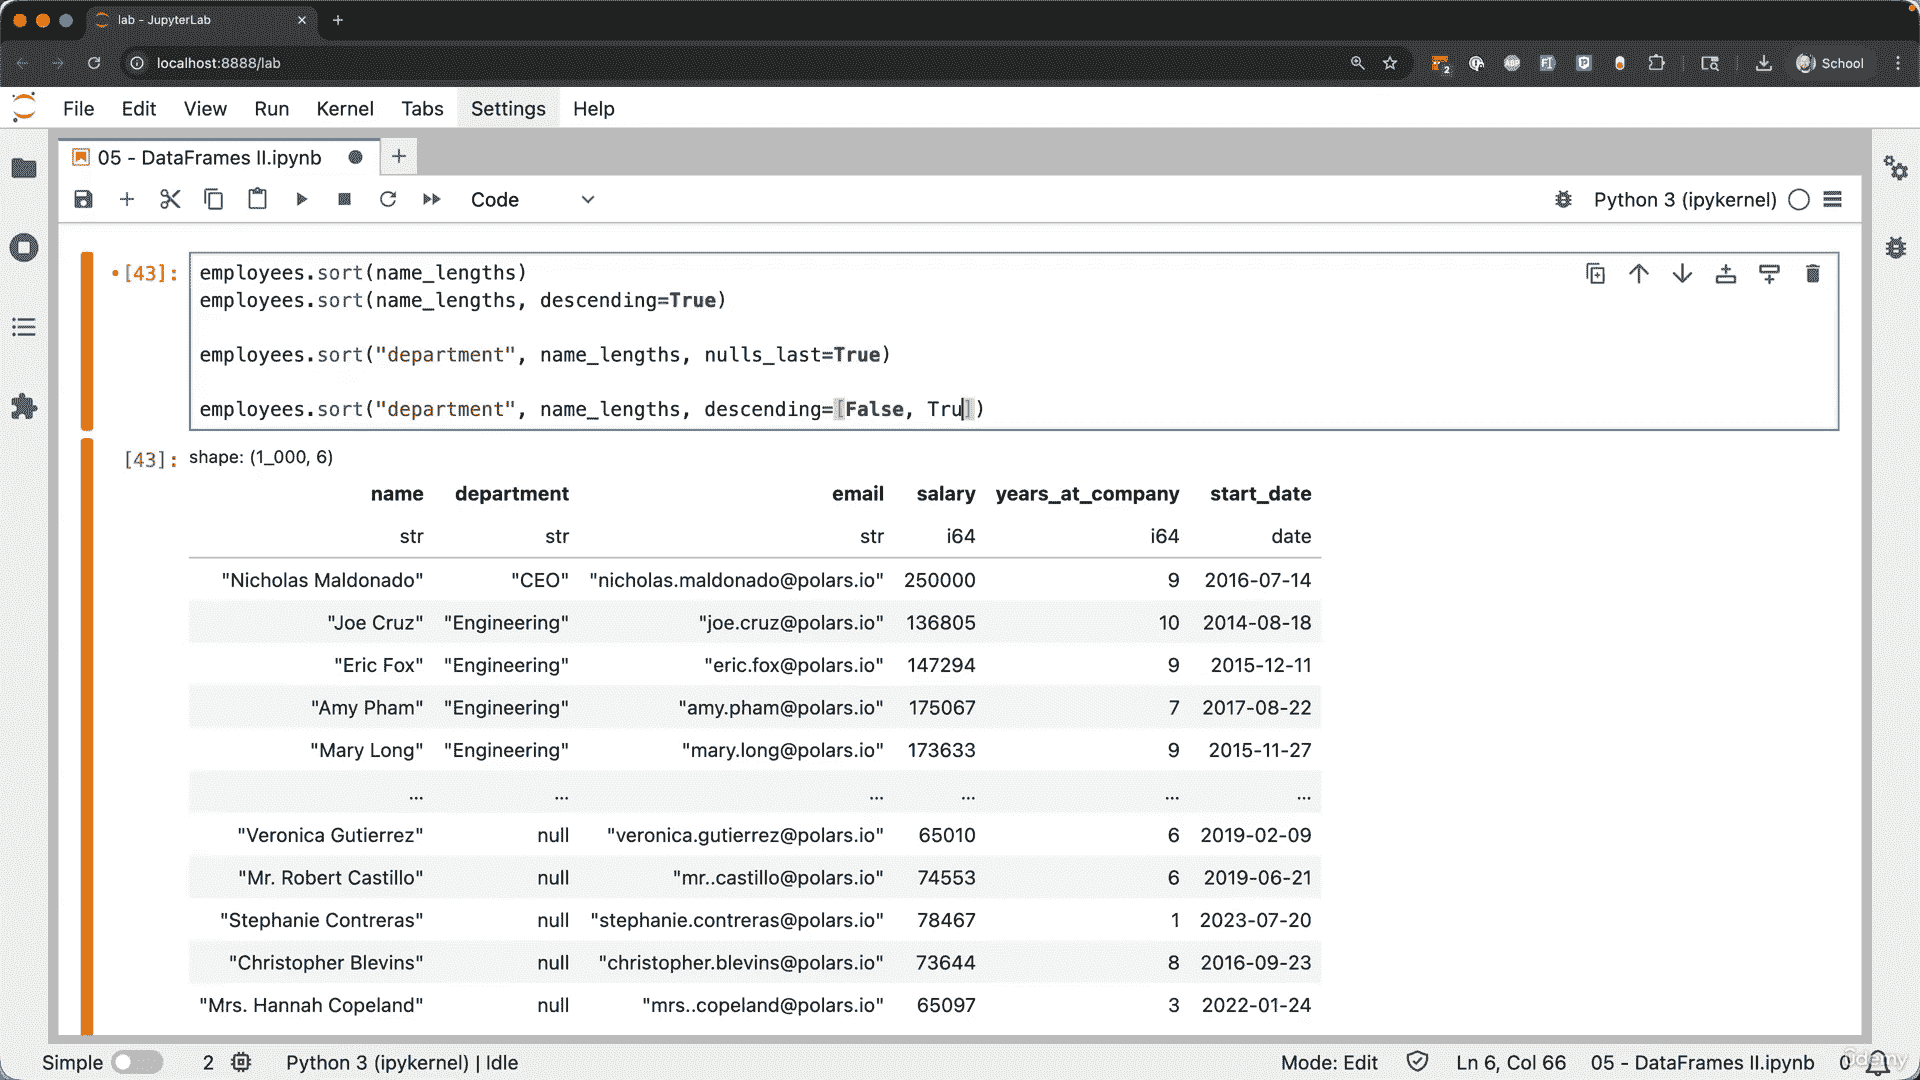 lab - JupyterLab
localhost:8888/lab
2
ABP
School
File Edit View Run Kernel Tabs Settings Help
05 - DataFrames II.ipynb
Code
Python 3 (ipykernel)
[43]:
employees.sort(name_lengths)
employees.sort(name_lengths, descending=True)
employees.sort("department", name_lengths, nulls_last=True)
employees.sort("department", name_lengths, descending=[False, Tru])
[43]: shape: (1_000, 6)
name department email salary years_at_company start_date
str str str i64 i64 date
"Nicholas Maldonado" "CEO" "nicholas.maldonado@polars.io" 250000 9 2016-07-14
"Joe Cruz" "Engineering" "joe.cruz@polars.io" 136805 10 2014-08-18
"Eric Fox" "Engineering" "eric.fox@polars.io" 147294 9 2015-12-11
"Amy Pham" "Engineering" "amy.pham@polars.io" 175067 7 2017-08-22
"Mary Long" "Engineering" "mary.long@polars.io" 173633 9 2015-11-27
… … … … … …
"Veronica Gutierrez" null "veronica.gutierrez@polars.io" 65010 6 2019-02-09
"Mr. Robert Castillo" null "mr..castillo@polars.io" 74553 6 2019-06-21
"Stephanie Contreras" null "stephanie.contreras@polars.io" 78467 1 2023-07-20
"Christopher Blevins" null "christopher.blevins@polars.io" 73644 8 2016-09-23
"Mrs. Hannah Copeland" null "mrs..copeland@polars.io" 65097 3 2022-01-24
Simple 2 Python 3 (ipykernel) | Idle Mode: Edit Ln 6, Col 66 05 - DataFrames II.ipynb 0
Udemy